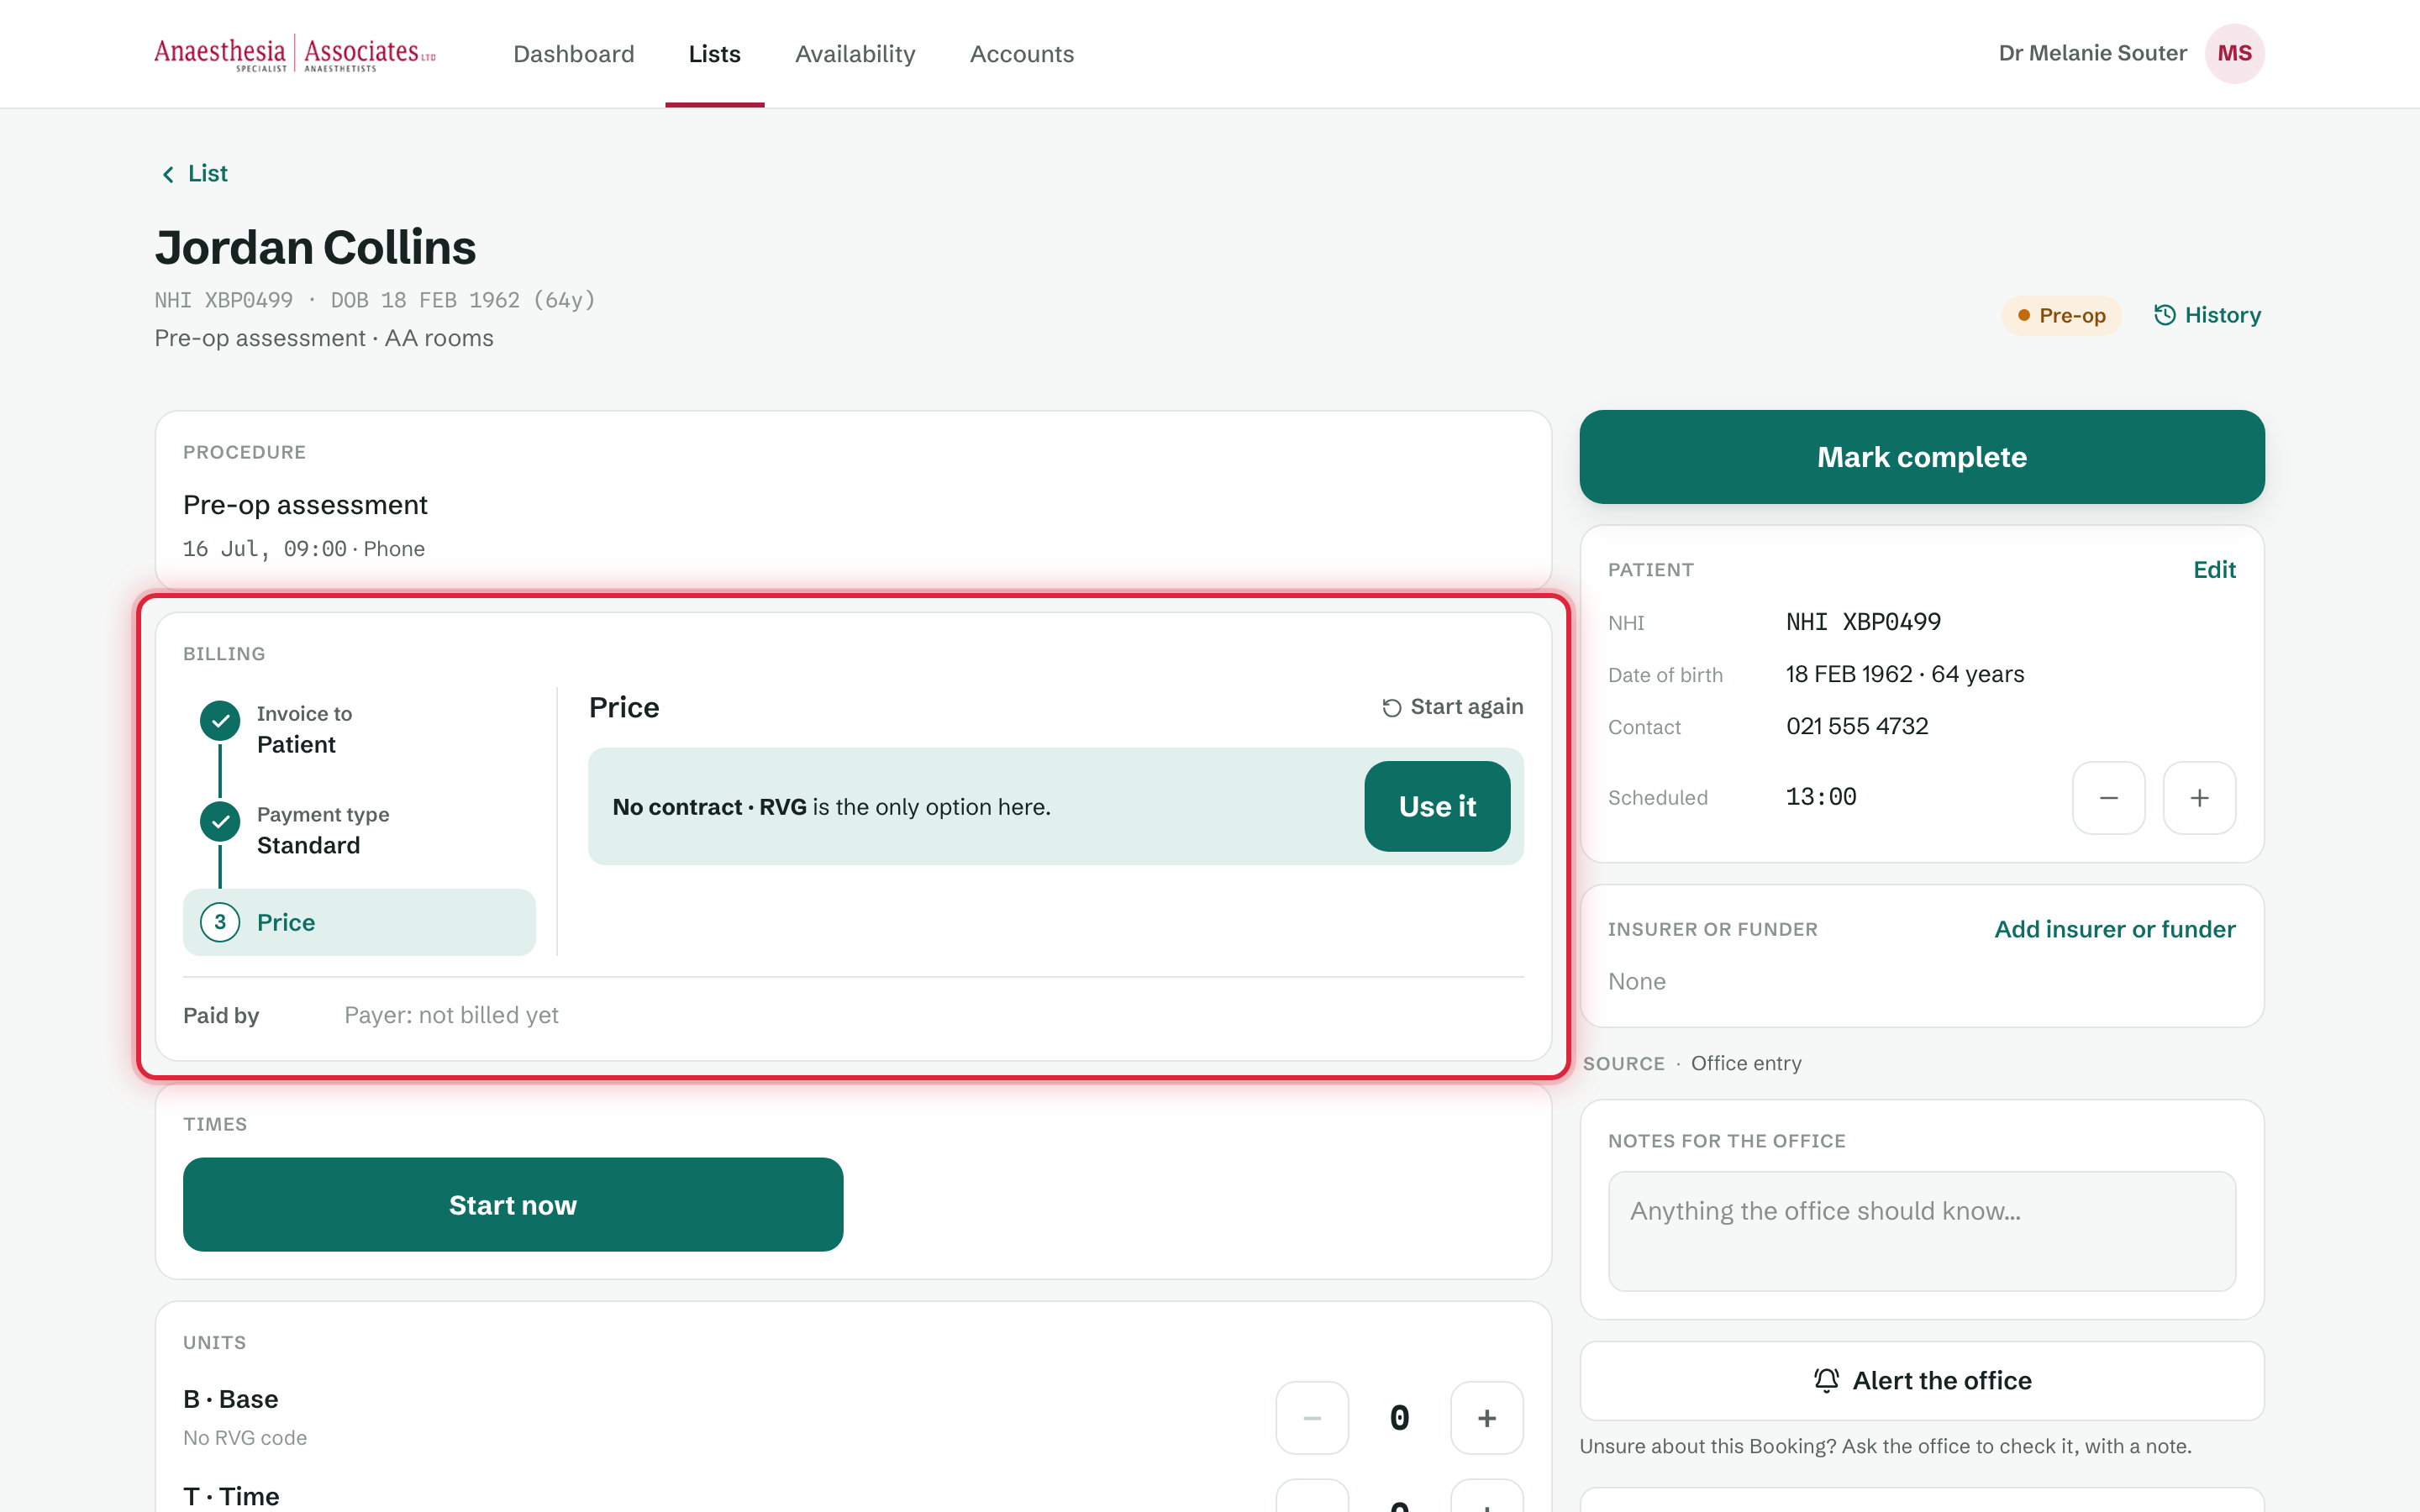 Anaesthesia Associates LTD
SPECIALIST ANAESTHETISTS
Dashboard
Lists
Availability
Accounts
Dr Melanie Souter
MS
List
Jordan Collins
NHI XBP0499 · DOB 18 FEB 1962 (64y)
Pre-op assessment · AA rooms
Pre-op
History
PROCEDURE
Pre-op assessment
16 Jul, 09:00 · Phone
BILLING
Invoice to
Patient
Payment type
Standard
3
Price
Price
Start again
No contract · RVG is the only option here.
Use it
Paid by
Payer: not billed yet
TIMES
Start now
UNITS
B · Base
No RVG code
0
T · Time
0
Mark complete
PATIENT
Edit
NHI
NHI XBP0499
Date of birth
18 FEB 1962 · 64 years
Contact
021 555 4732
Scheduled
13:00
INSURER OR FUNDER
Add insurer or funder
None
SOURCE · Office entry
NOTES FOR THE OFFICE
Anything the office should know...
Alert the office
Unsure about this Booking? Ask the office to check it, with a note.